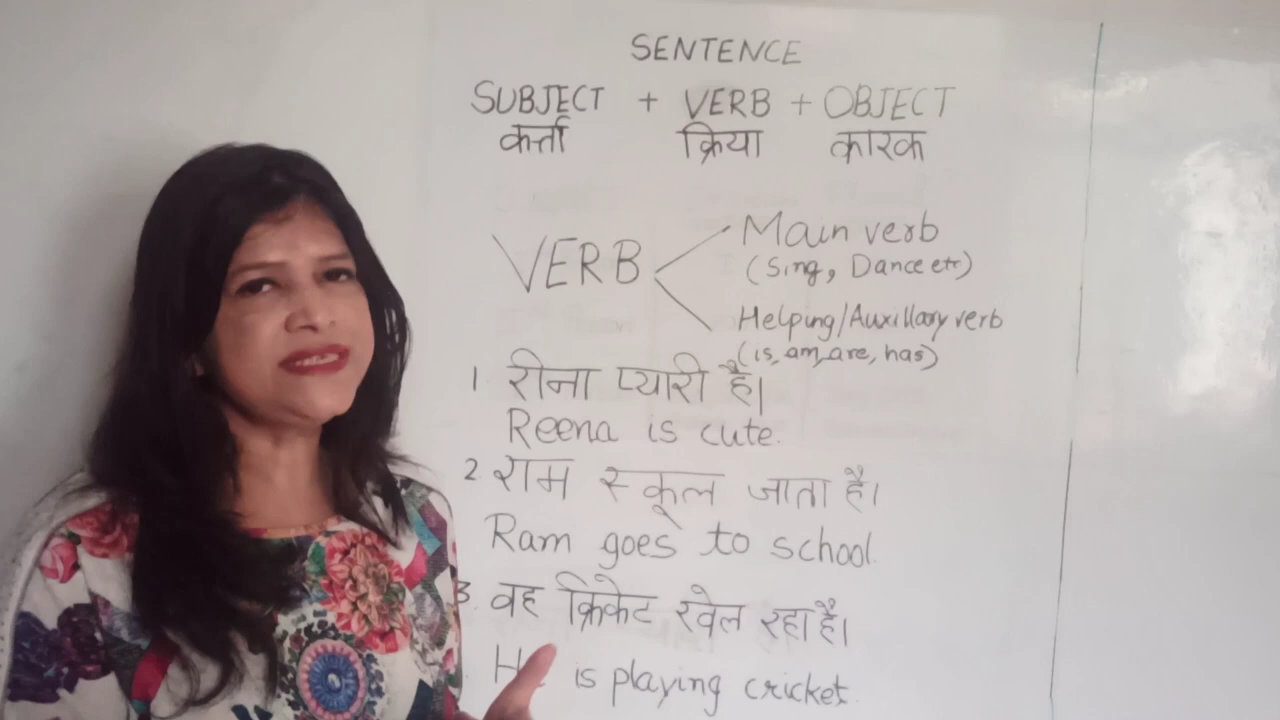 SENTENCE
SUBJECT + VERB + OBJECT
कर्त्ता क्रिया कारक
VERB
Main verb
(Sing, Dance etc)
Helping/Auxillary verb
(is, am, are, has)
1 रीना प्यारी है।
Reena is cute.
2. राम स्कूल जाता है।
Ram goes to school.
3. वह क्रिकेट खेल रहा है।
is playing cricket.